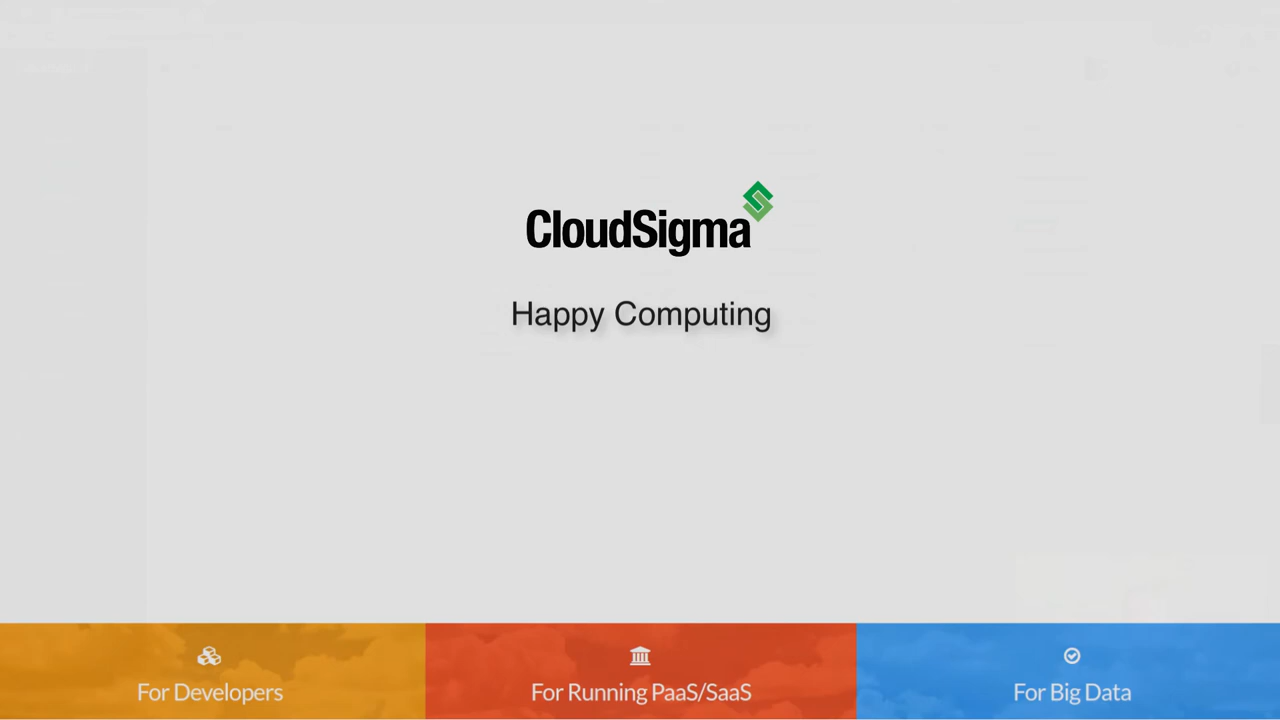 CloudSigma
Happy Computing
For Developers
For Running PaaS/SaaS
For Big Data